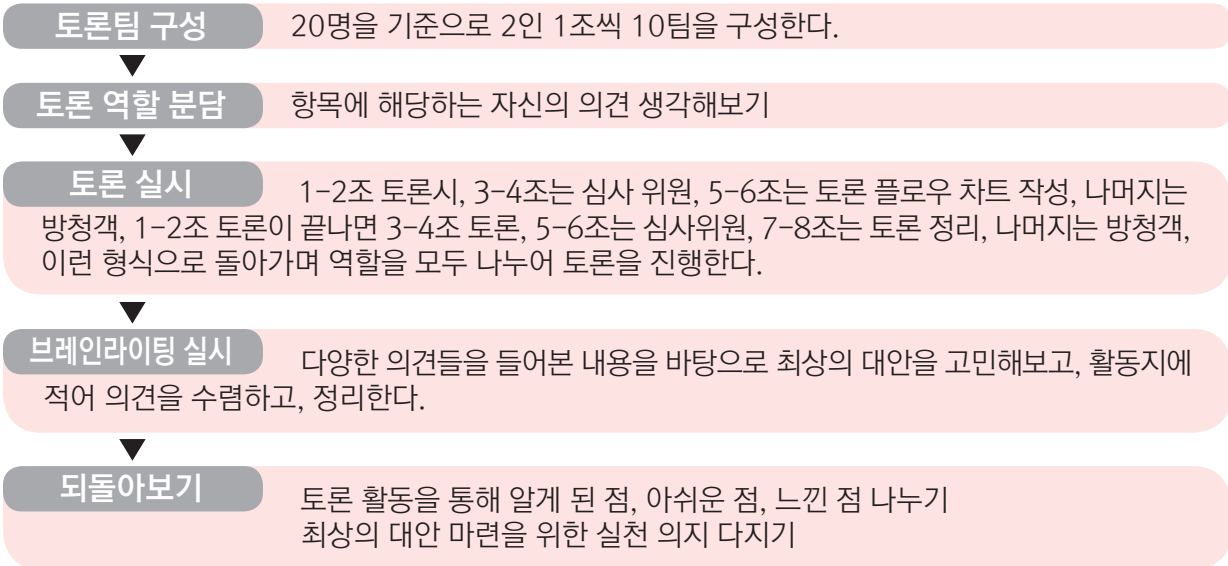 토론팀 구성 20명을 기준으로 2인 1조씩 10팀을 구성한다.
토론 역할 분담 항목에 해당하는 자신의 의견 생각해보기
토론 실시 1-2조 토론시, 3-4조는 심사 위원, 5-6조는 토론 플로우 차트 작성, 나머지는
방청객, 1-2조 토론이 끝나면 3-4조 토론, 5-6조는 심사위원, 7-8조는 토론 정리, 나머지는 방청객,
이런 형식으로 돌아가며 역할을 모두 나누어 토론을 진행한다.
브레인라이팅 실시 다양한 의견들을 들어본 내용을 바탕으로 최상의 대안을 고민해보고, 활동지에
적어 의견을 수렴하고, 정리한다.
되돌아보기 토론 활동을 통해 알게 된 점, 아쉬운 점, 느낀 점 나누기
최상의 대안 마련을 위한 실천 의지 다지기